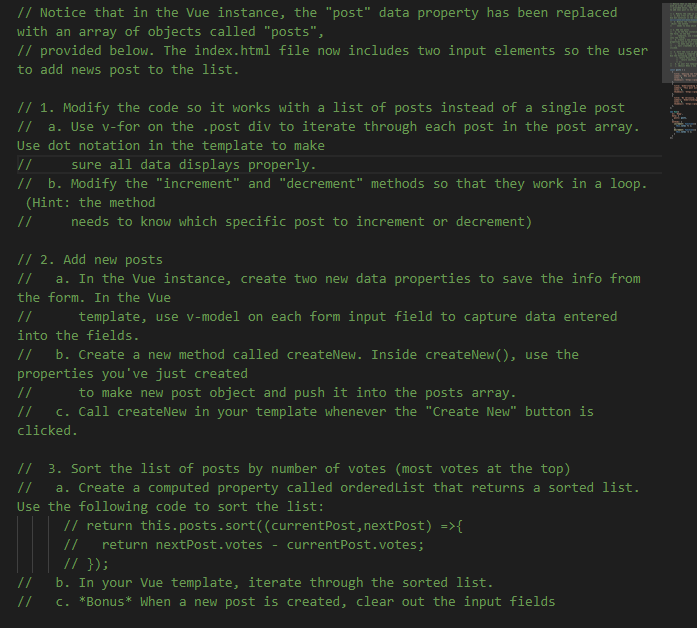 // Notice that in the Vue instance, the "post" data property has been replaced
with an array of objects called "posts",
// provided below. The index.html file now includes two input elements so the user
to add news post to the list.
// 1. Modify the code so it works with a list of posts instead of a single post
//  a. Use v-for on the .post div to iterate through each post in the post array.
Use dot notation in the template to make
//     sure all data displays properly.
//  b. Modify the "increment" and "decrement" methods so that they work in a loop.
(Hint: the method
//     needs to know which specific post to increment or decrement)
// 2. Add new posts
//   a. In the Vue instance, create two new data properties to save the info from
the form. In the Vue
//      template, use v-model on each form input field to capture data entered
into the fields.
//   b. Create a new method called createNew. Inside createNew(), use the
properties you've just created
//      to make new post object and push it into the posts array.
//   c. Call createNew in your template whenever the "Create New" button is
clicked.
//  3. Sort the list of posts by number of votes (most votes at the top)
//   a. Create a computed property called orderedList that returns a sorted list.
Use the following code to sort the list:
// return this.posts.sort((currentPost,nextPost) =>{
//   return nextPost.votes - currentPost.votes;
// });
//   b. In your Vue template, iterate through the sorted list.
//   c. *Bonus* When a new post is created, clear out the input fields